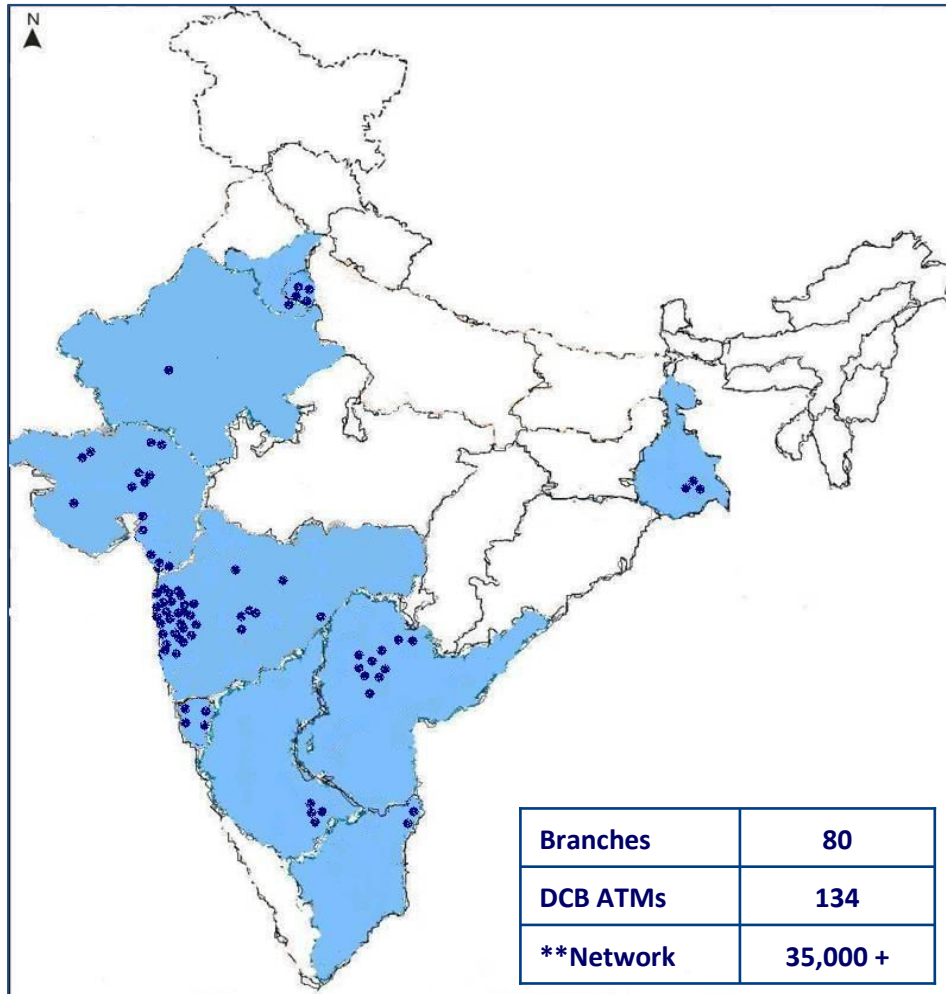 N
Branches 80
DCB ATMs 134
**Network 35,000 +